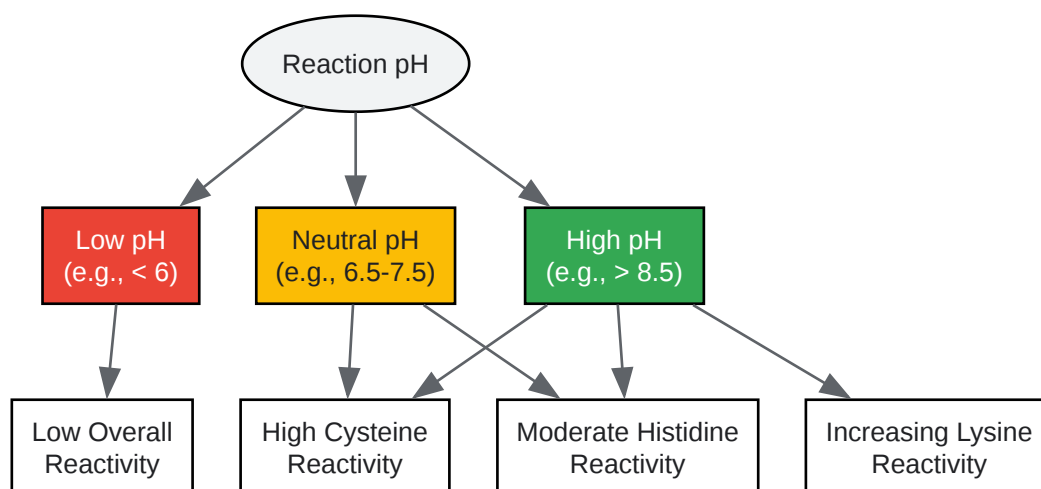 Reaction pH
Low pH
(e.g., < 6)
Neutral pH
(e.g., 6.5-7.5)
High pH
(e.g., > 8.5)
Low Overall
Reactivity
High Cysteine
Reactivity
Moderate Histidine
Reactivity
Increasing Lysine
Reactivity